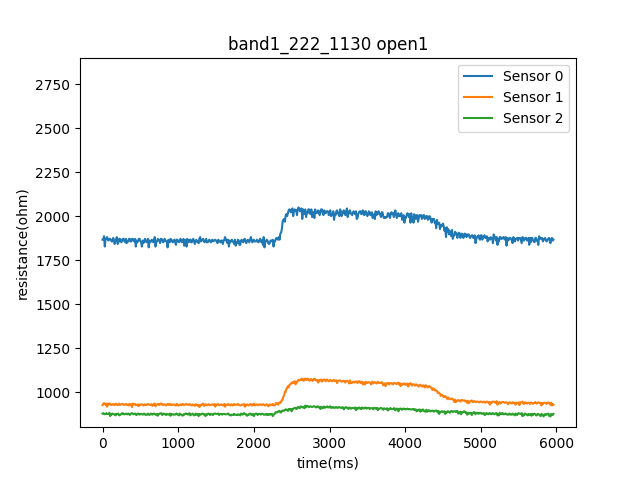 band1_222_1130 open1
Sensor 0
Sensor 1
Sensor 2
2750
2500
2250
2000
1750
1500
1250
1000
resistance(ohm)
0 1000 2000 3000 4000 5000 6000
time(ms)